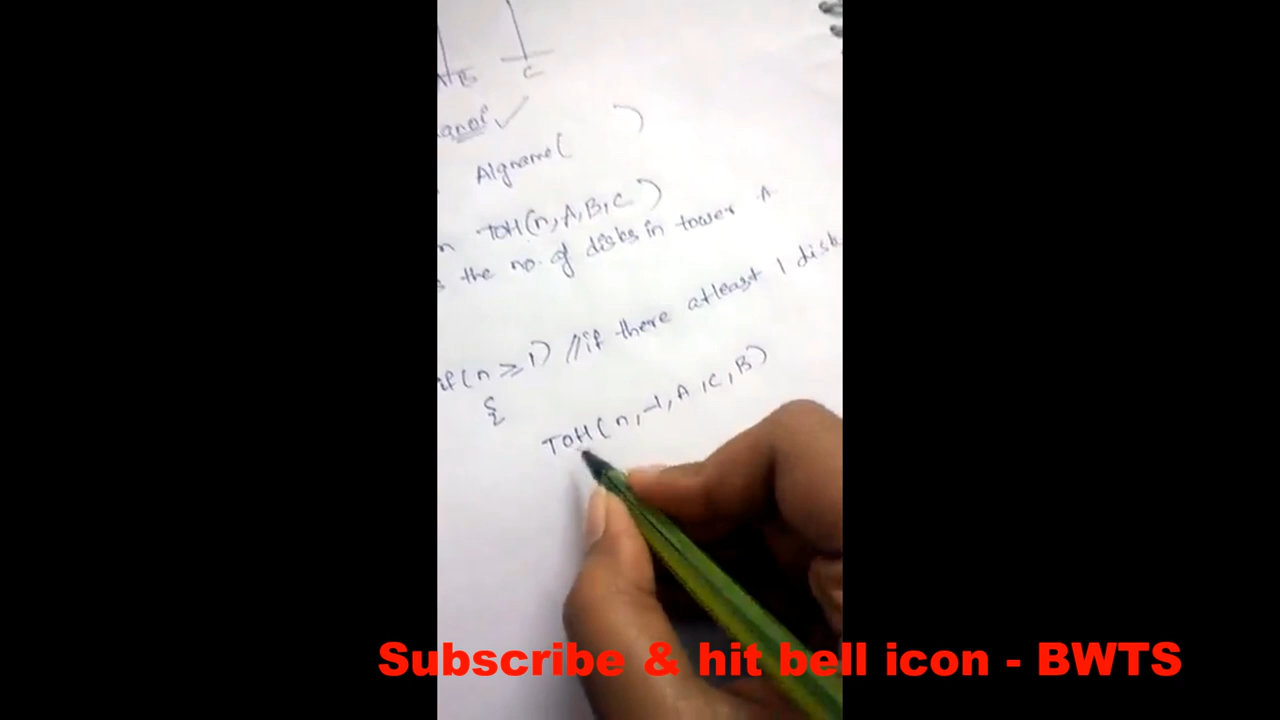 B C
Algname( )
TOH(n,A,B,C)
the no. of disks in tower A
if(n ≥ 1) //if there atleast 1 disk
{
TOH(n,-1,A,C,B)
Subscribe & hit bell icon - BWTS